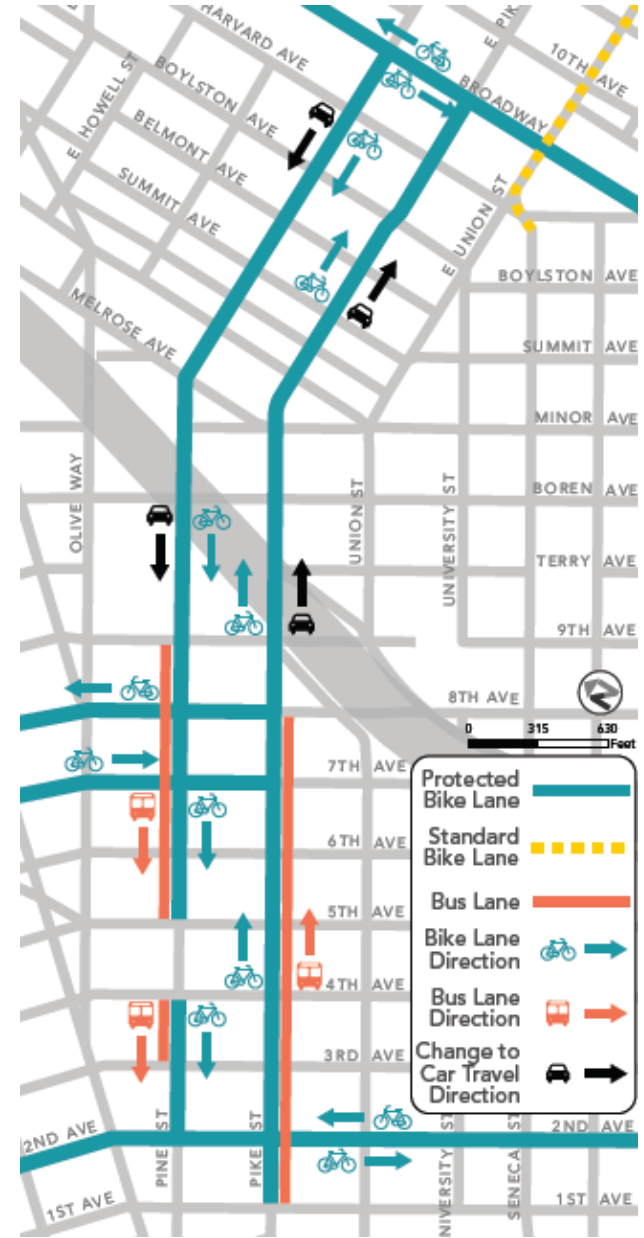 HARVARD AVE
E PIK
10TH AVE
BROADWAY
E HOWELL ST
BOYLSTON AVE
BELMONT AVE
SUMMIT AVE
E UNION ST
BOYLSTON AVE
MELROSE AVE
SUMMIT AVE
MINOR AVE
BOREN AVE
OLIVE WAY
UNION ST
UNIVERSITY ST
TERRY AVE
9TH AVE
8TH AVE
0 315 630
Feet
7TH AVE
6TH AVE
5TH AVE
4TH AVE
3RD AVE
Protected
Bike Lane
Standard
Bike Lane
Bus Lane
Bike Lane
Direction
Bus Lane
Direction
Change to
Car Travel
Direction
2ND AVE
PINE ST
PIKE ST
NIVERSITY ST
SENECA ST
2ND AVE
1ST AVE
1ST AVE